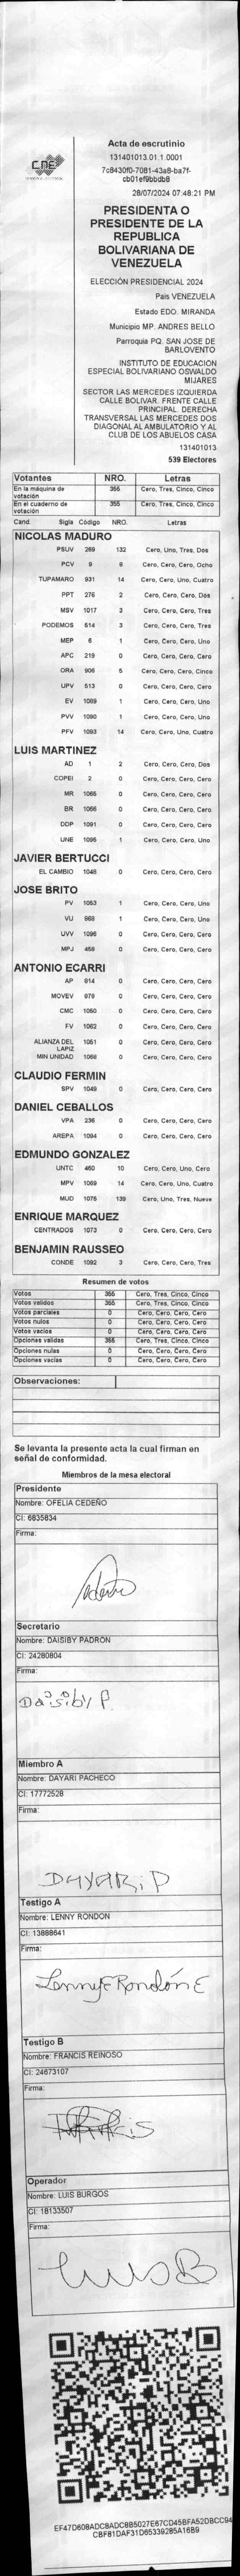 CNE
Acta de escrutinio
131401013.01.1.0001
7c8430f0-7081-43a8-ba7f-
cb01ef9bbdb8
28/07/2024 07:48:21 PM
PRESIDENTA O
PRESIDENTE DE LA
REPUBLICA
BOLIVARIANA DE
VENEZUELA
ELECCIÓN PRESIDENCIAL 2024
País VENEZUELA
Estado EDO. MIRANDA
Municipio MP. ANDRES BELLO
Parroquia PQ. SAN JOSE DE
BARLOVENTO
INSTITUTO DE EDUCACION
ESPECIAL BOLIVARIANO OSWALDO
MIJARES
SECTOR LAS MERCEDES IZQUIERDA
CALLE BOLIVAR. FRENTE CALLE
PRINCIPAL. DERECHA
TRANSVERSAL LAS MERCEDES DOS
DIAGONAL AL AMBULATORIO Y AL
CLUB DE LOS ABUELOS CASA
131401013
539 Electores
Votantes NRO. Letras
En la máquina de votación 355 Cero, Tres, Cinco, Cinco
En el cuaderno de votación 355 Cero, Tres, Cinco, Cinco
Cand. Sigla Código NRO. Letras
NICOLAS MADURO
PSUV 269 132 Cero, Uno, Tres, Dos
PCV 9 8 Cero, Cero, Cero, Ocho
TUPAMARO 931 14 Cero, Cero, Uno, Cuatro
PPT 276 2 Cero, Cero, Cero, Dos
MSV 1017 3 Cero, Cero, Cero, Tres
PODEMOS 514 3 Cero, Cero, Cero, Tres
MEP 6 1 Cero, Cero, Cero, Uno
APC 219 0 Cero, Cero, Cero, Cero
ORA 906 5 Cero, Cero, Cero, Cinco
UPV 513 0 Cero, Cero, Cero, Cero
EV 1089 1 Cero, Cero, Cero, Uno
PVV 1090 1 Cero, Cero, Cero, Uno
PFV 1093 14 Cero, Cero, Uno, Cuatro
LUIS MARTINEZ
AD 1 2 Cero, Cero, Cero, Dos
COPEI 2 0 Cero, Cero, Cero, Cero
MR 1065 0 Cero, Cero, Cero, Cero
BR 1066 0 Cero, Cero, Cero, Cero
DDP 1091 0 Cero, Cero, Cero, Cero
UNE 1095 1 Cero, Cero, Cero, Uno
JAVIER BERTUCCI
EL CAMBIO 1048 0 Cero, Cero, Cero, Cero
JOSE BRITO
PV 1053 1 Cero, Cero, Cero, Uno
VU 868 1 Cero, Cero, Cero, Uno
UVV 1096 0 Cero, Cero, Cero, Cero
MPJ 458 0 Cero, Cero, Cero, Cero
ANTONIO ECARRI
AP 814 0 Cero, Cero, Cero, Cero
MOVEV 978 0 Cero, Cero, Cero, Cero
CMC 1050 0 Cero, Cero, Cero, Cero
FV 1062 0 Cero, Cero, Cero, Cero
ALIANZA DEL LAPIZ 1051 0 Cero, Cero, Cero, Cero
MIN UNIDAD 1068 0 Cero, Cero, Cero, Cero
CLAUDIO FERMIN
SPV 1049 0 Cero, Cero, Cero, Cero
DANIEL CEBALLOS
VPA 236 0 Cero, Cero, Cero, Cero
AREPA 1094 0 Cero, Cero, Cero, Cero
EDMUNDO GONZALEZ
UNTC 460 10 Cero, Cero, Uno, Cero
MPV 1069 14 Cero, Cero, Uno, Cuatro
MUD 1075 139 Cero, Uno, Tres, Nueve
ENRIQUE MARQUEZ
CENTRADOS 1073 0 Cero, Cero, Cero, Cero
BENJAMIN RAUSSEO
CONDE 1092 3 Cero, Cero, Cero, Tres
Resumen de votos
Votos 355 Cero, Tres, Cinco, Cinco
Votos validos 355 Cero, Tres, Cinco, Cinco
Votos parciales 0 Cero, Cero, Cero, Cero
Votos nulos 0 Cero, Cero, Cero, Cero
Votos vacios 0 Cero, Cero, Cero, Cero
Opciones validas 355 Cero, Tres, Cinco, Cinco
Opciones nulas 0 Cero, Cero, Cero, Cero
Opciones vacias 0 Cero, Cero, Cero, Cero
Observaciones:
Se levanta la presente acta la cual firman en
señal de conformidad.
Miembros de la mesa electoral
Presidente
Nombre: OFELIA CEDEÑO
CI: 6835834
Firma:
Secretario
Nombre: DAISIBY PADRON
CI: 24280804
Firma:
Daisiby P.
Miembro A
Nombre: DAYARI PACHECO
CI: 17772528
Firma:
DAYARi P
Testigo A
Nombre: LENNY RONDON
CI: 13888641
Firma:
Testigo B
Nombre: FRANCIS REINOSO
CI: 24673107
Firma:
Operador
Nombre: LUIS BURGOS
CI: 18133507
Firma:
Luis B
EF47D608ADC8ADC8B5027E67CD45BFA52DBCC94
CBF81DAF31D65339285A16B9